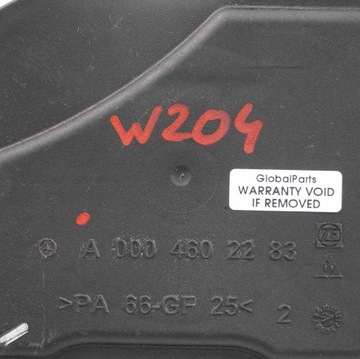 W204
GlobalParts
WARRANTY VOID
IF REMOVED
A 000 460 22 83
>PA 66-GF 25< 2